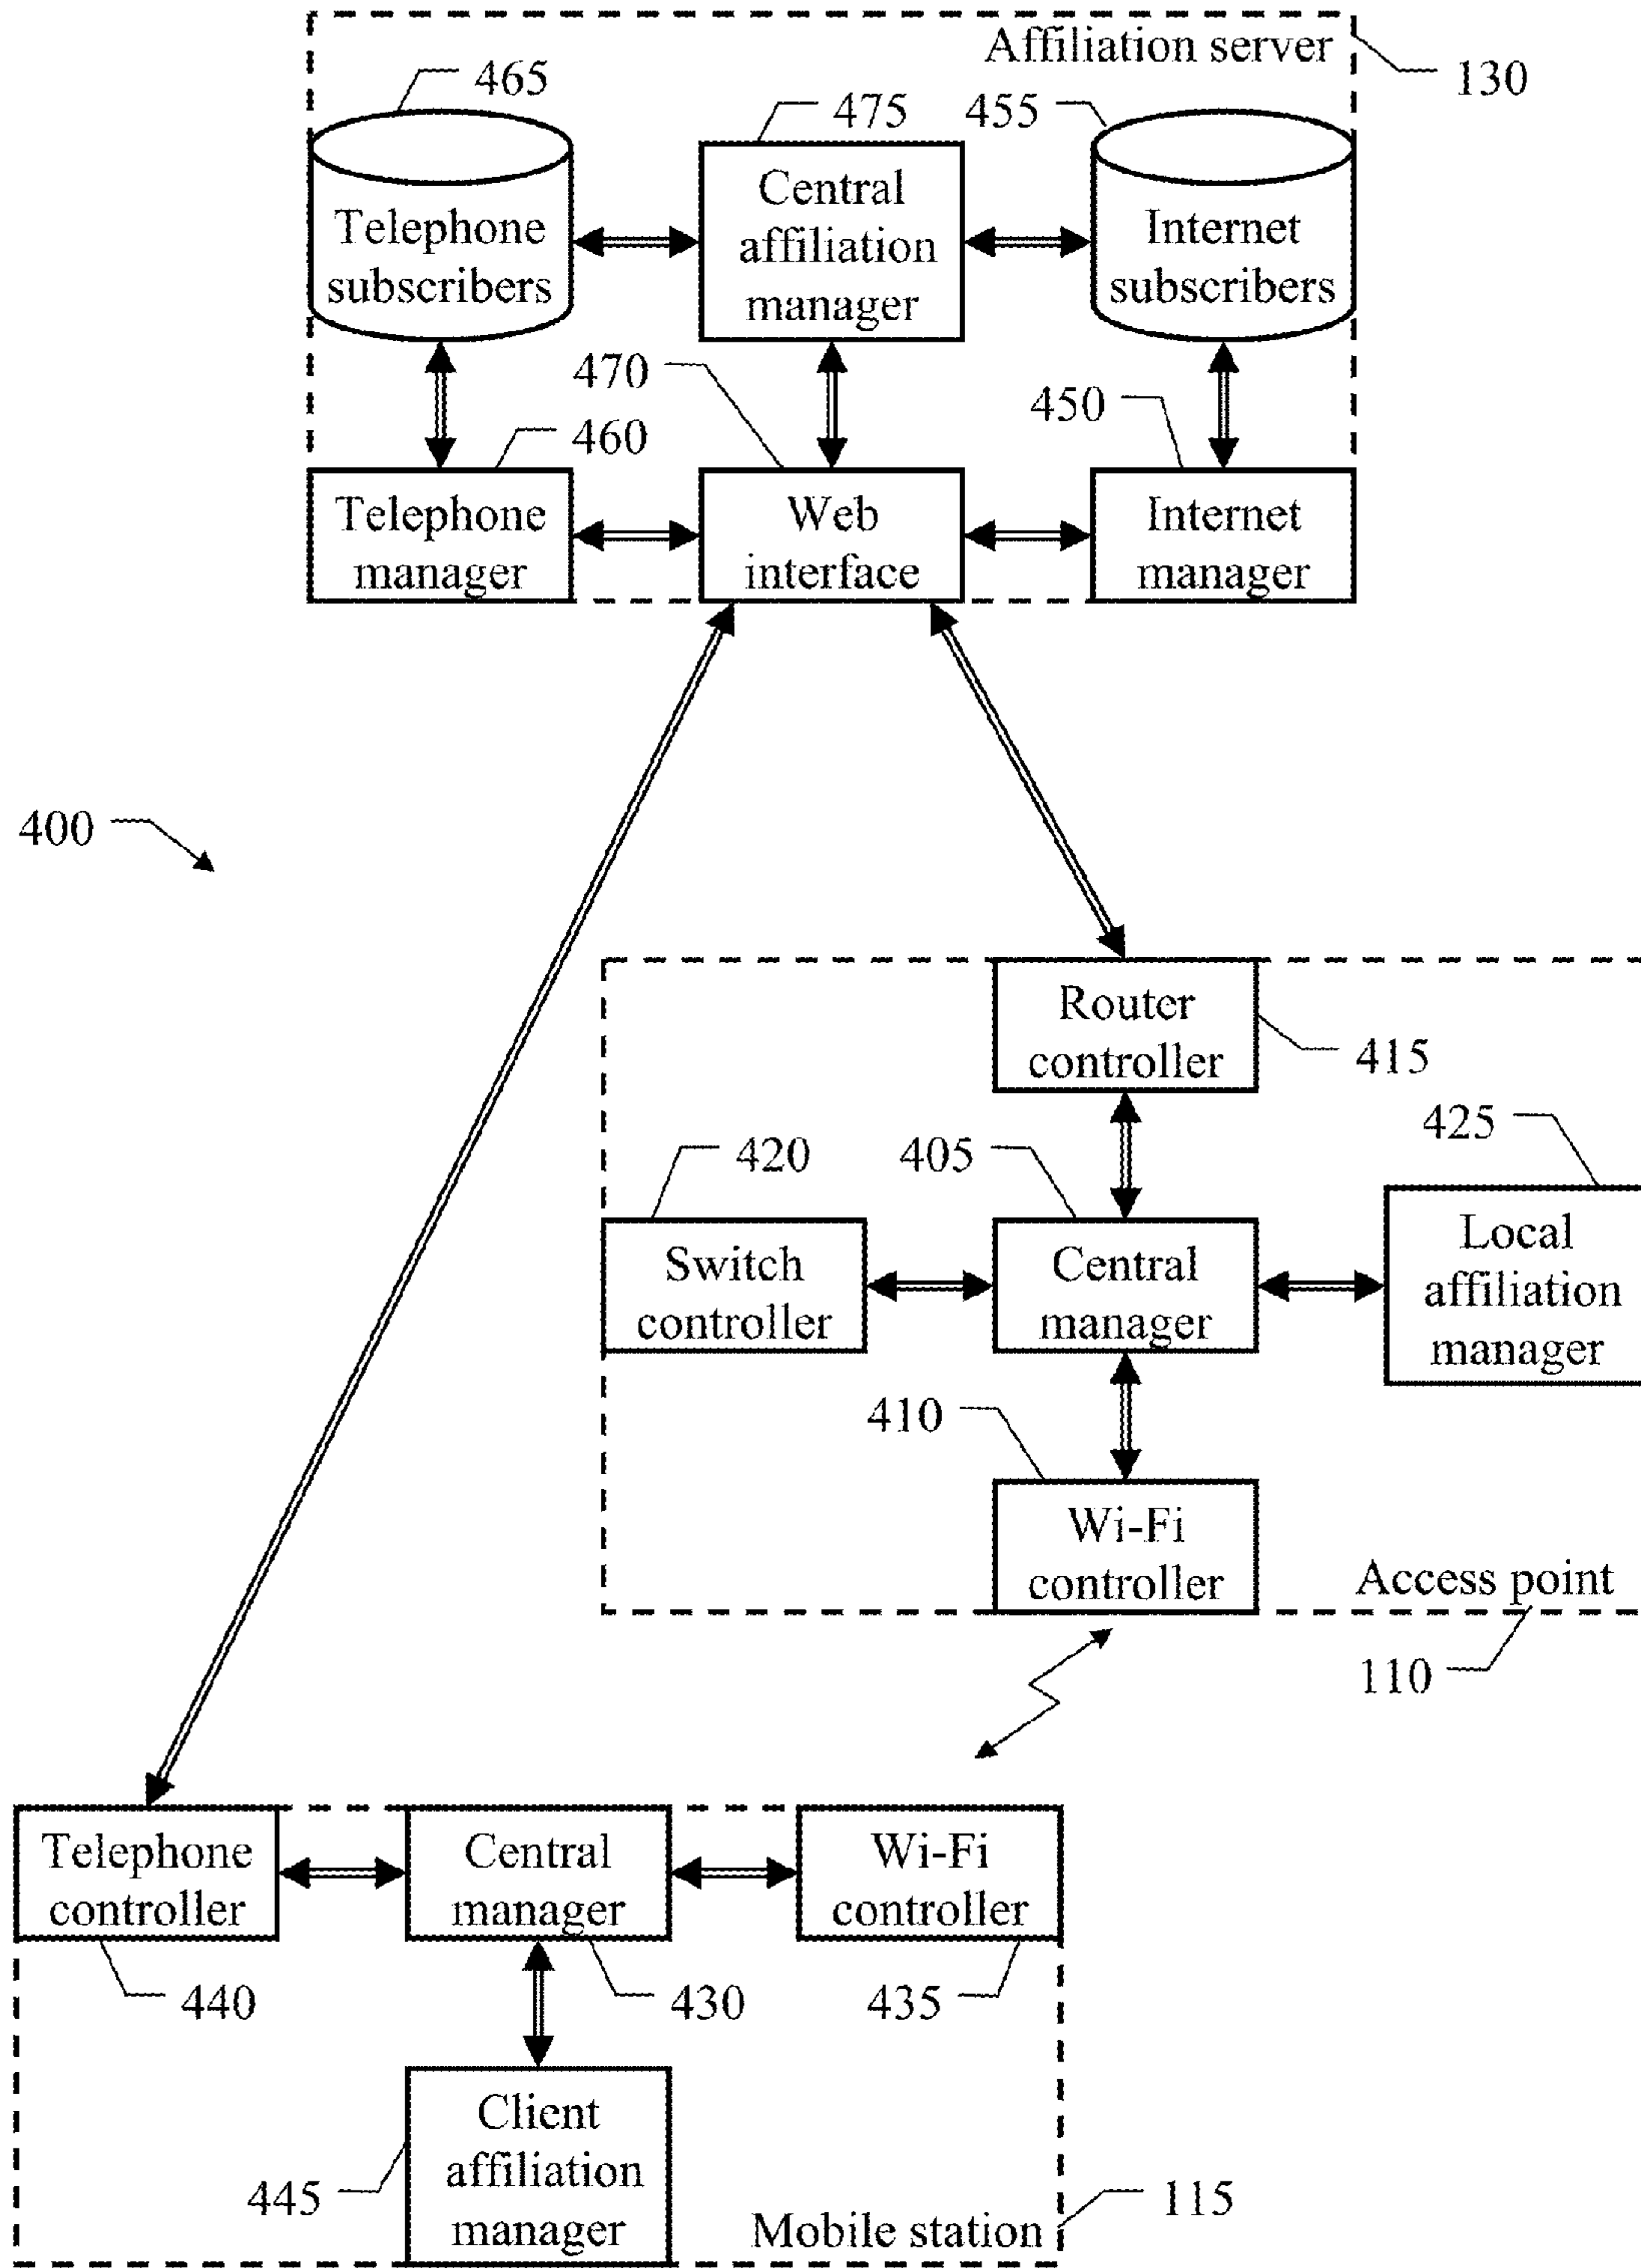 Affiliation server
130
465
475
455
Telephone
subscribers
Central
affiliation
manager
Internet
subscribers
470
460
450
Telephone
manager
Web
interface
Internet
manager
400
Router
controller
415
425
420
405
Switch
controller
Central
manager
Local
affiliation
manager
410
Wi-Fi
controller
Access point
110
Telephone
controller
Central
manager
Wi-Fi
controller
440
430
435
Client
affiliation
manager
445
115
Mobile station